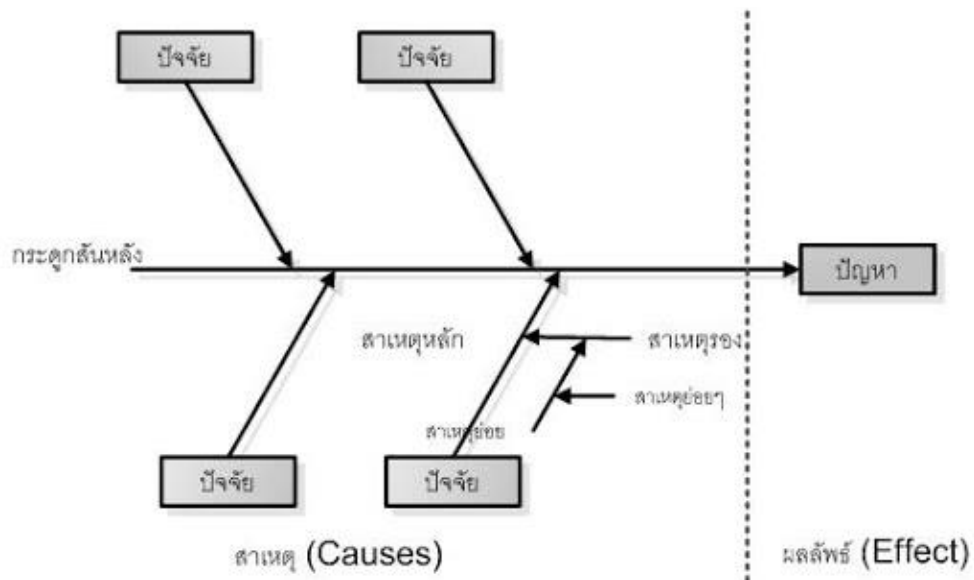 ปัจจัย ปัจจัย
กระดูกสันหลัง
ปัญหา
สาเหตุหลัก สาเหตุรอง
สาเหตุย่อยๆ
สาเหตุย่อย
ปัจจัย ปัจจัย
สาเหตุ (Causes) ผลลัพธ์ (Effect)